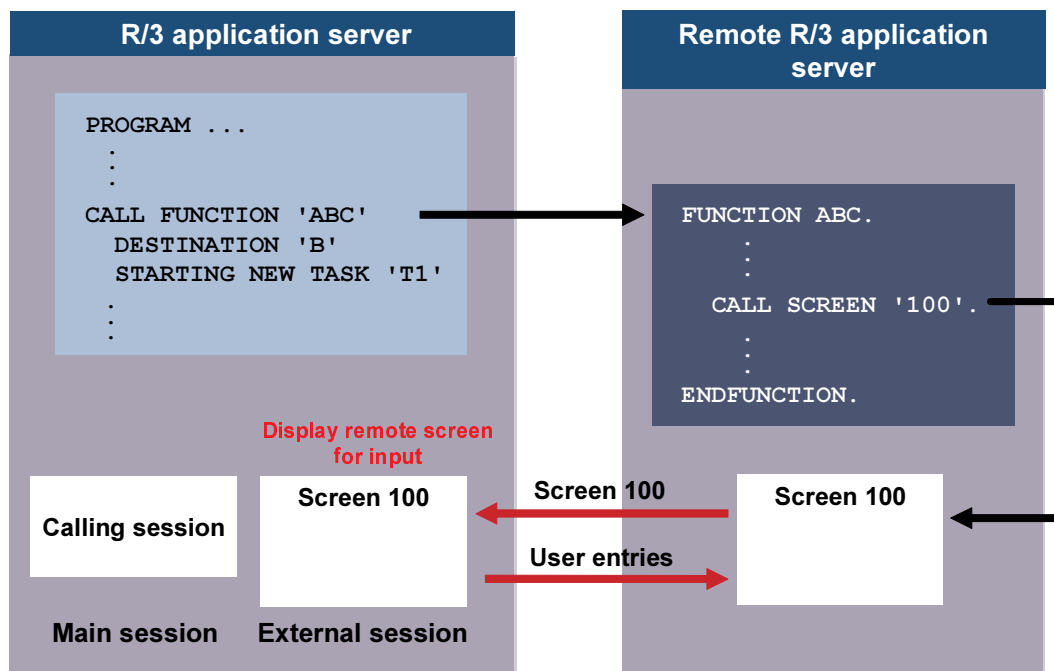 R/3 application server
PROGRAM ...
.
.
.
CALL FUNCTION 'ABC'
DESTINATION 'B'
STARTING NEW TASK 'T1'
.
.
.
Display remote screen
for input
Calling session
Screen 100
Main session
External session
Screen 100
User entries
Remote R/3 application
server
FUNCTION ABC.
.
.
.
CALL SCREEN '100'.
.
.
.
ENDFUNCTION.
Screen 100